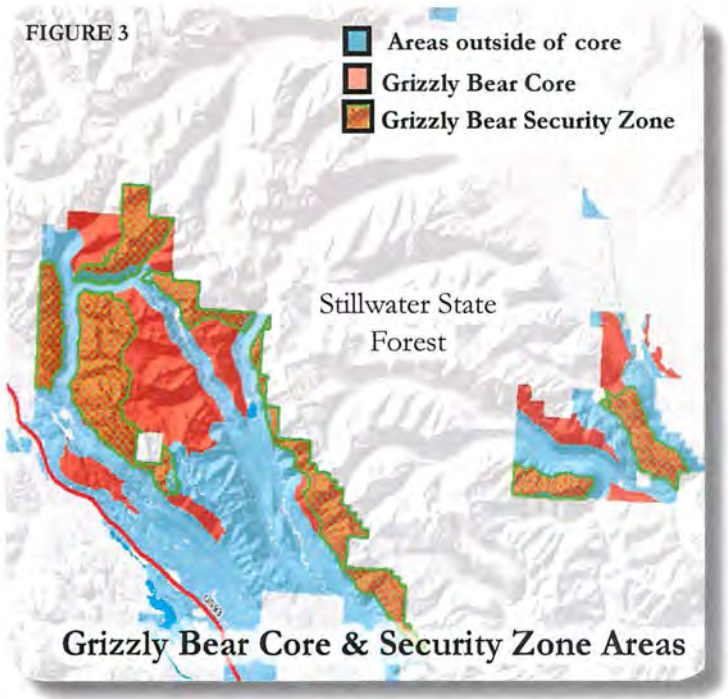 FIGURE 3
Areas outside of core
Grizzly Bear Core
Grizzly Bear Security Zone
Stillwater State
Forest
US93
Grizzly Bear Core & Security Zone Areas